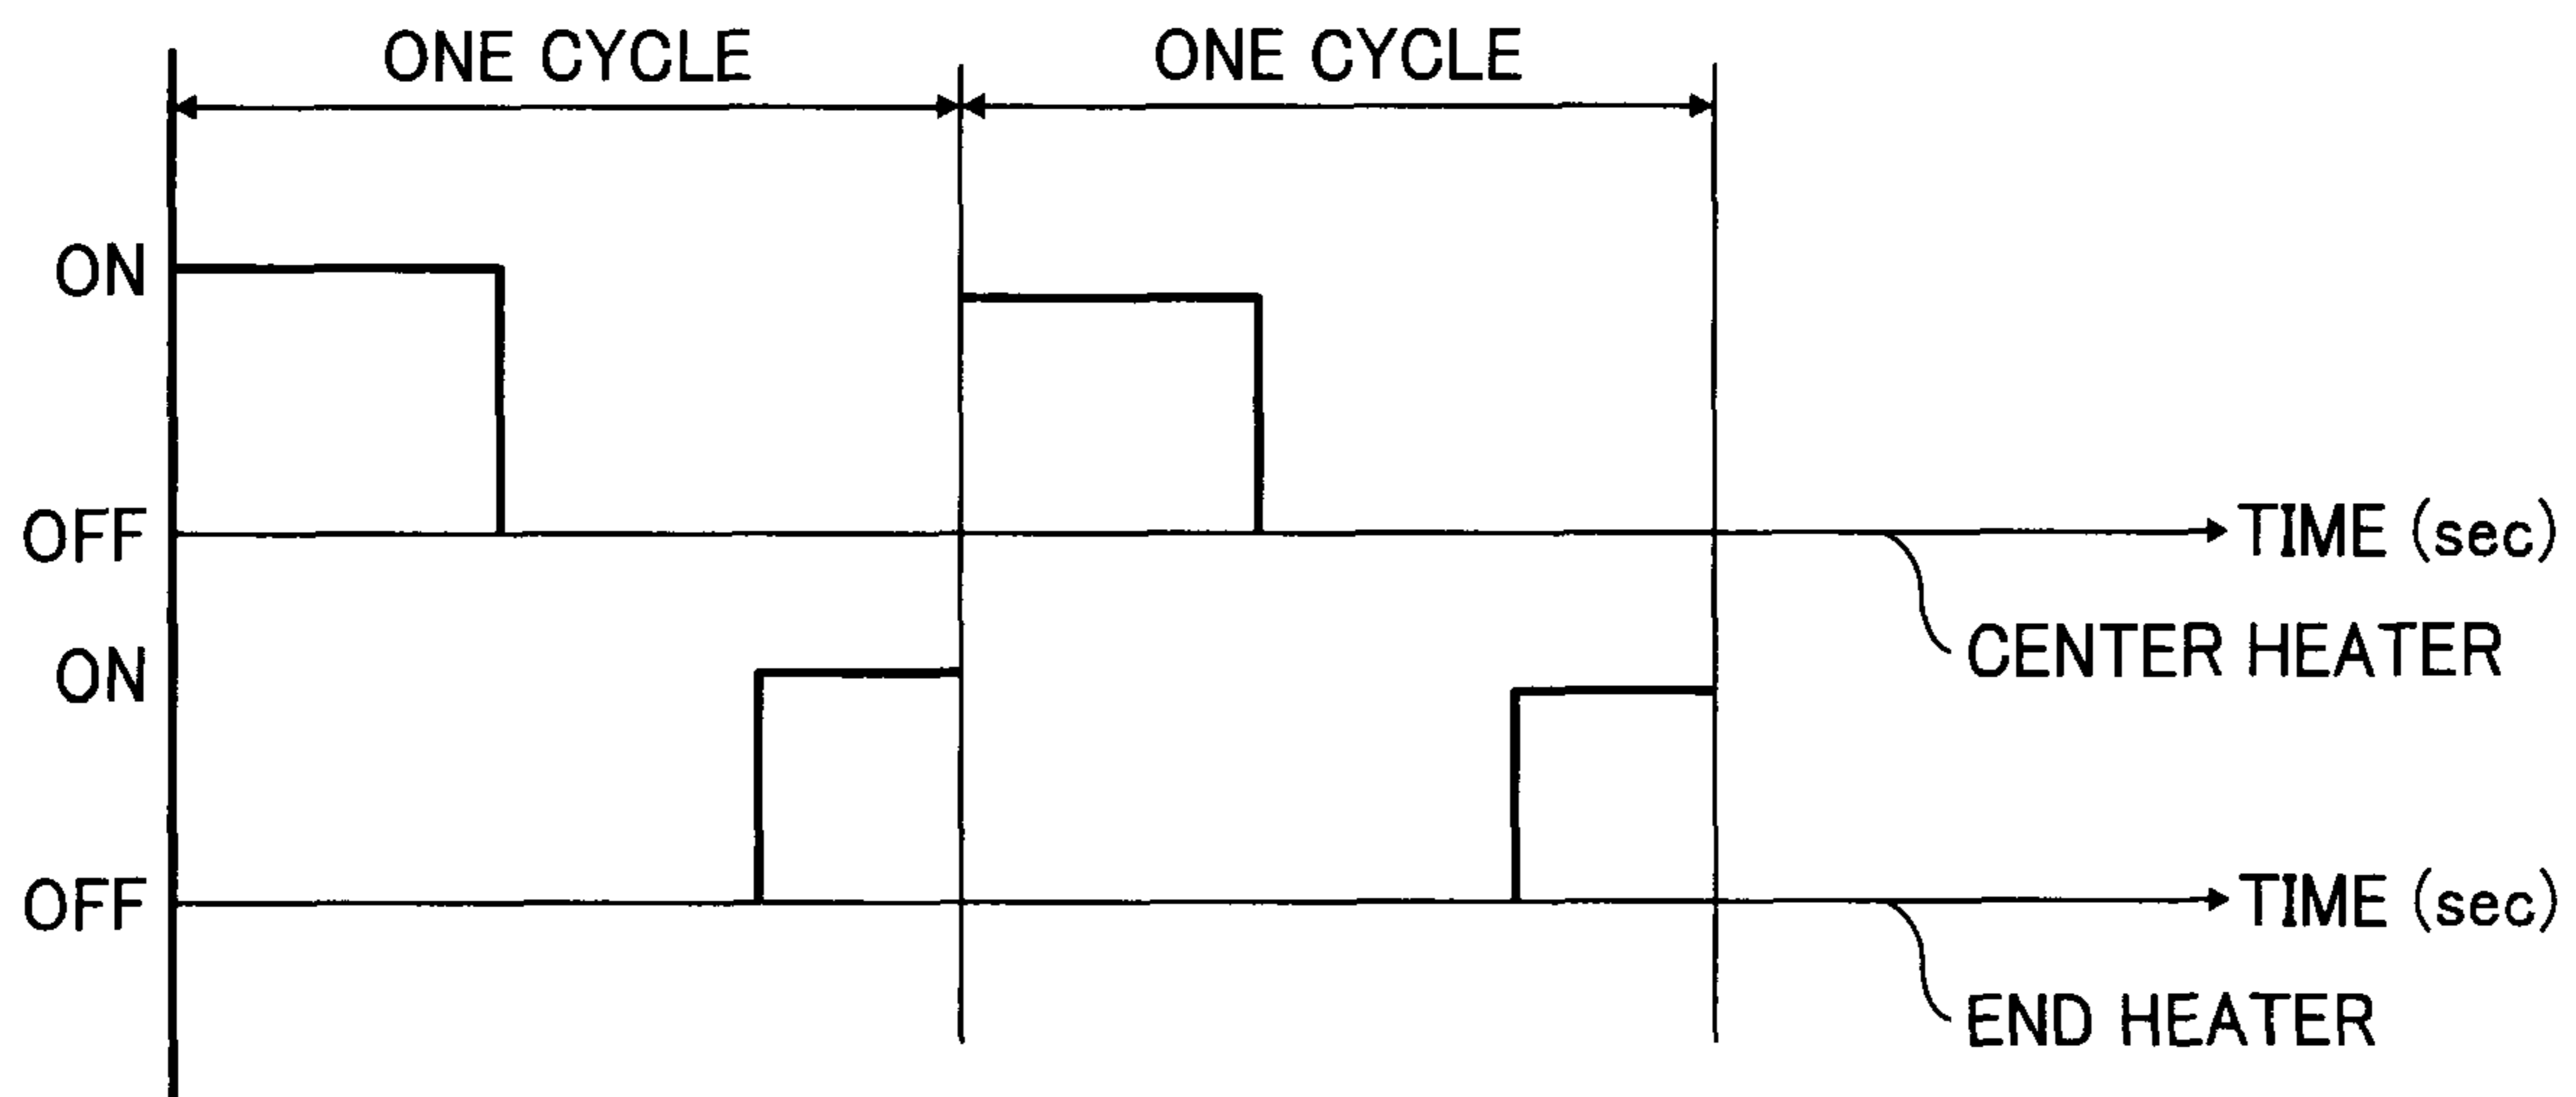 ONE CYCLE
ONE CYCLE
ON
OFF
TIME (sec)
CENTER HEATER
ON
OFF
TIME (sec)
END HEATER